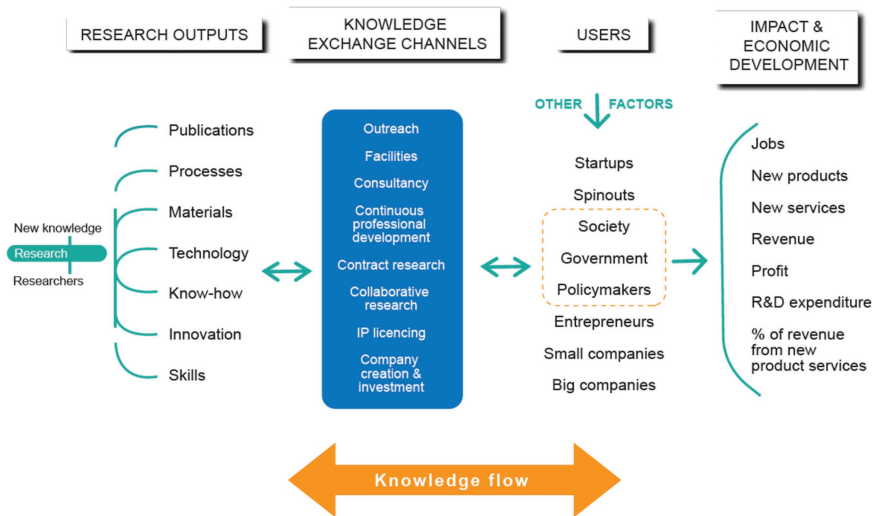 RESEARCH OUTPUTS
KNOWLEDGE
EXCHANGE CHANNELS
USERS
IMPACT &
ECONOMIC
DEVELOPMENT
New knowledge
Research
Researchers
Publications
Processes
Materials
Technology
Know-how
Innovation
Skills
Outreach
Facilities
Consultancy
Continuous
professional
development
Contract research
Collaborative
research
IP licencing
Company
creation &
investment
OTHER FACTORS
Startups
Spinouts
Society
Government
Policymakers
Entrepreneurs
Small companies
Big companies
Jobs
New products
New services
Revenue
Profit
R&D expenditure
% of revenue
from new
product services
Knowledge flow